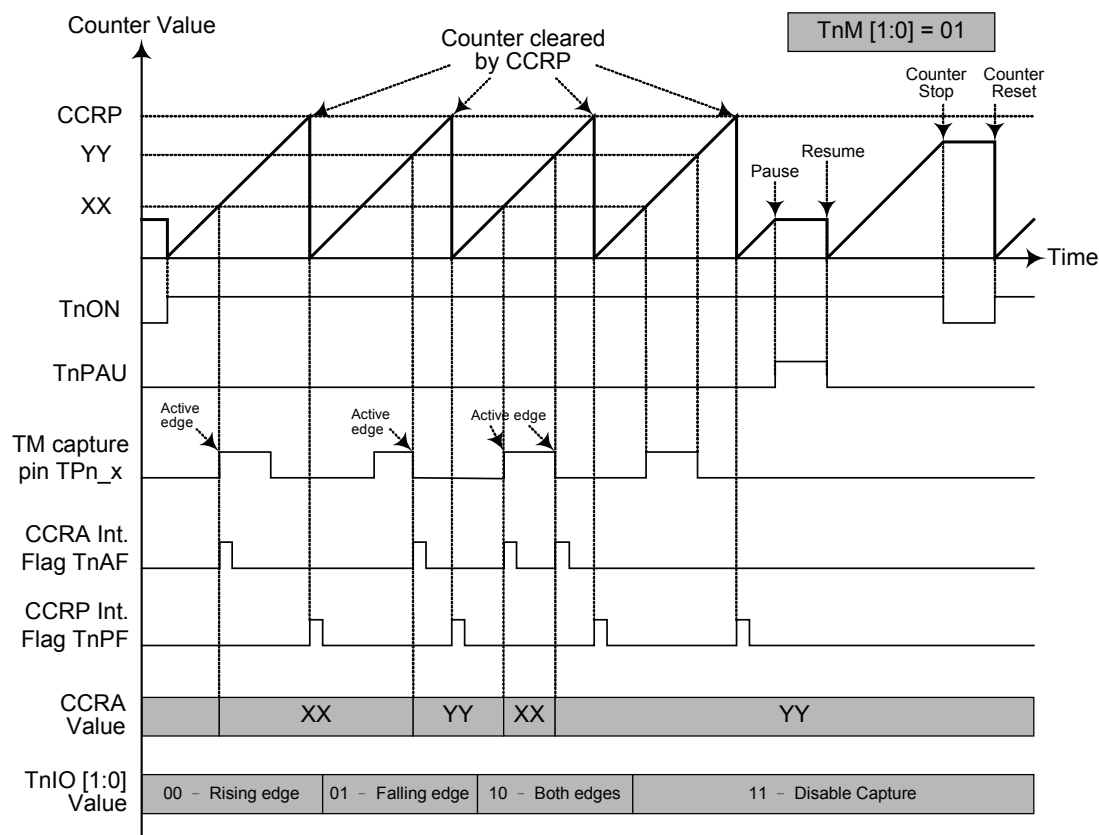 Counter Value
TnM [1:0] = 01
Counter cleared
by CCRP
Counter
Stop
Counter
Reset
CCRP
YY
XX
Pause
Resume
Time
TnON
TnPAU
Active
edge
Active
edge
Active edge
TM capture
pin TPn_x
CCRA Int.
Flag TnAF
CCRP Int.
Flag TnPF
CCRA
Value
XX
YY
XX
YY
TnIO [1:0]
Value
00 – Rising edge
01 – Falling edge
10 – Both edges
11 – Disable Capture